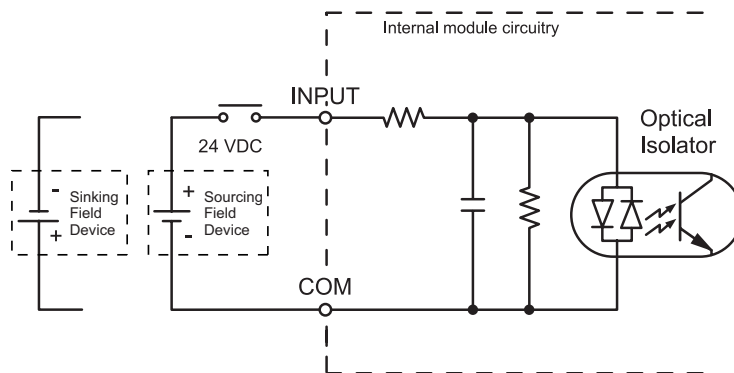 Internal module circuitry
INPUT
24 VDC
Optical
Isolator
-
Sinking
Field
Device
+
+
Sourcing
Field
Device
-
COM